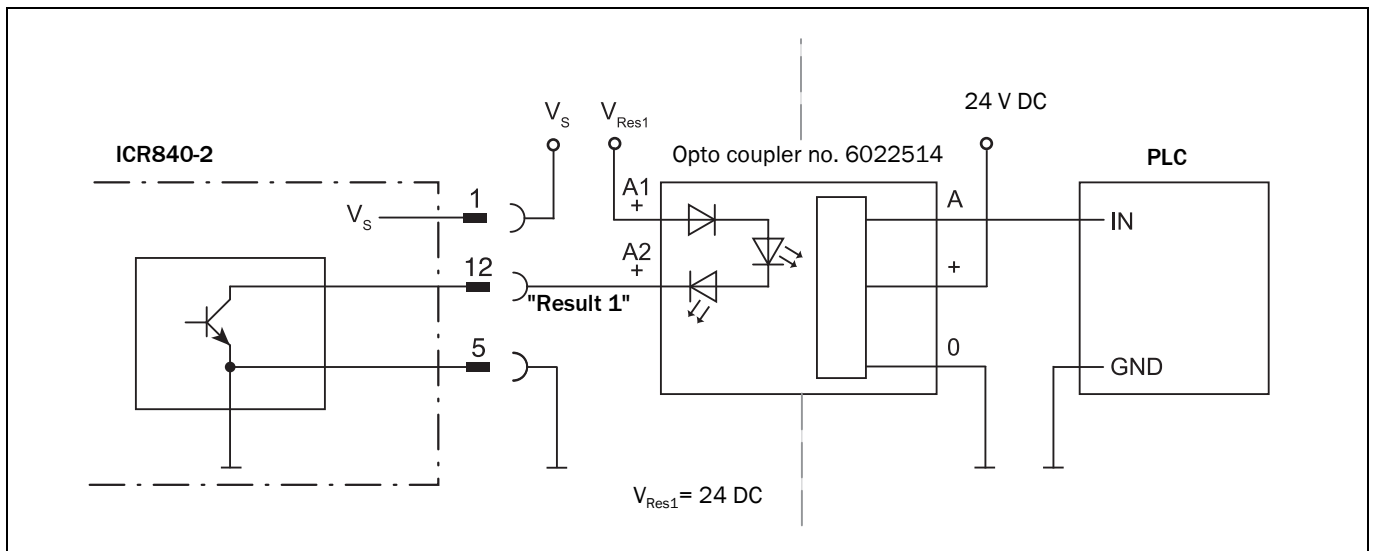 24 V DC
V_S
V_Res1
ICR840-2
Opto coupler no. 6022514
PLC
1
A1
+
A
V_S
IN
12
A2
+
+
"Result 1"
5
0
GND
V_Res1= 24 DC